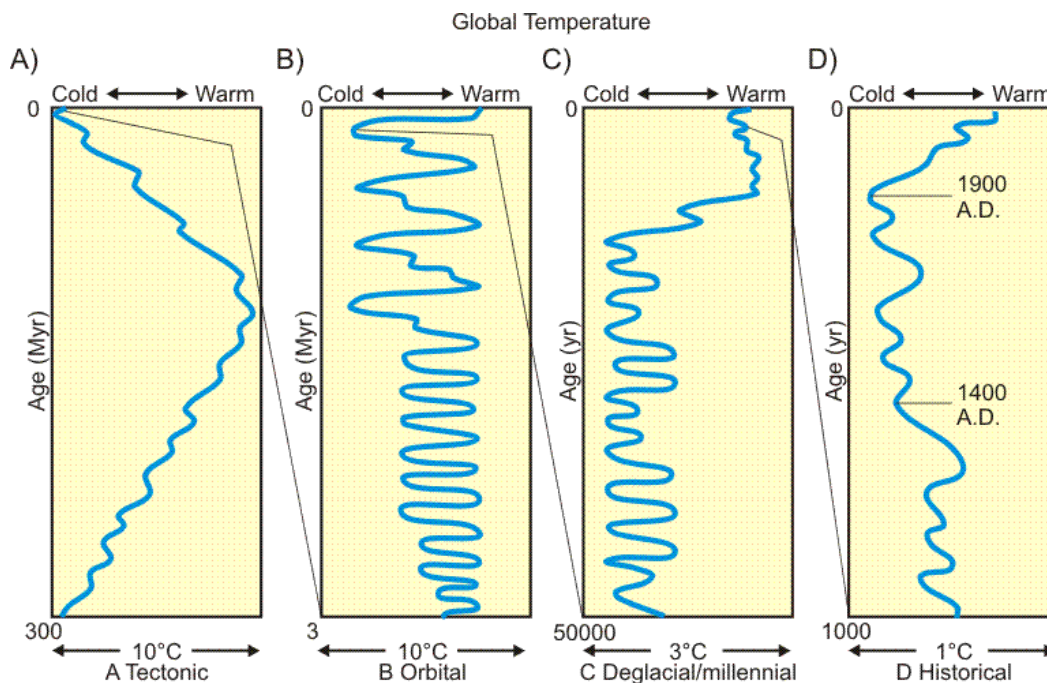 Global Temperature
A)
Cold Warm
0
Age (Myr)
300
10°C
A Tectonic
B)
Cold Warm
0
Age (Myr)
3
10°C
B Orbital
C)
Cold Warm
0
Age (yr)
50000
3°C
C Deglacial/millennial
D)
Cold Warm
0
1900
A.D.
1400
A.D.
Age (yr)
1000
1°C
D Historical